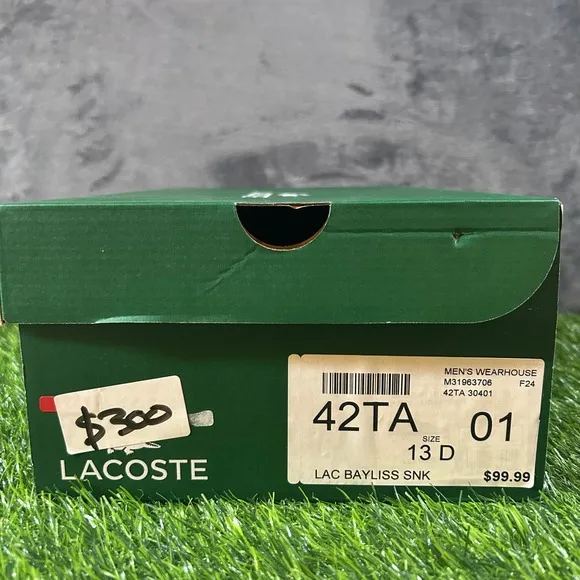 $300
LACOSTE
MEN'S WEARHOUSE
M31963706 F24
42TA 30401
42TA 01
SIZE
13 D
LAC BAYLISS SNK $99.99